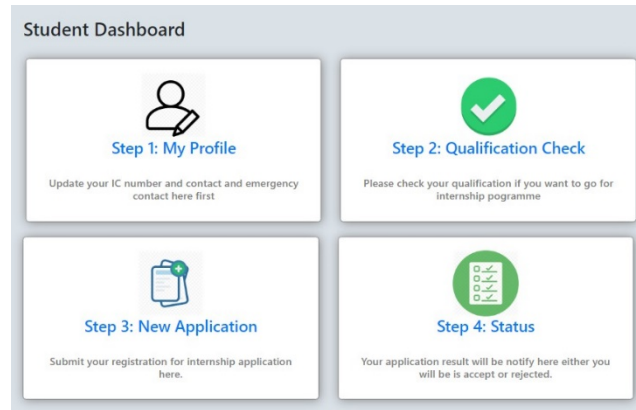 Student Dashboard
Step 1: My Profile
Update your IC number and contact and emergency
contact here first
Step 2: Qualification Check
Please check your qualification if you want to go for
internship pogramme
Step 3: New Application
Submit your registration for internship application
here.
Step 4: Status
Your application result will be notify here either you
will be is accept or rejected.